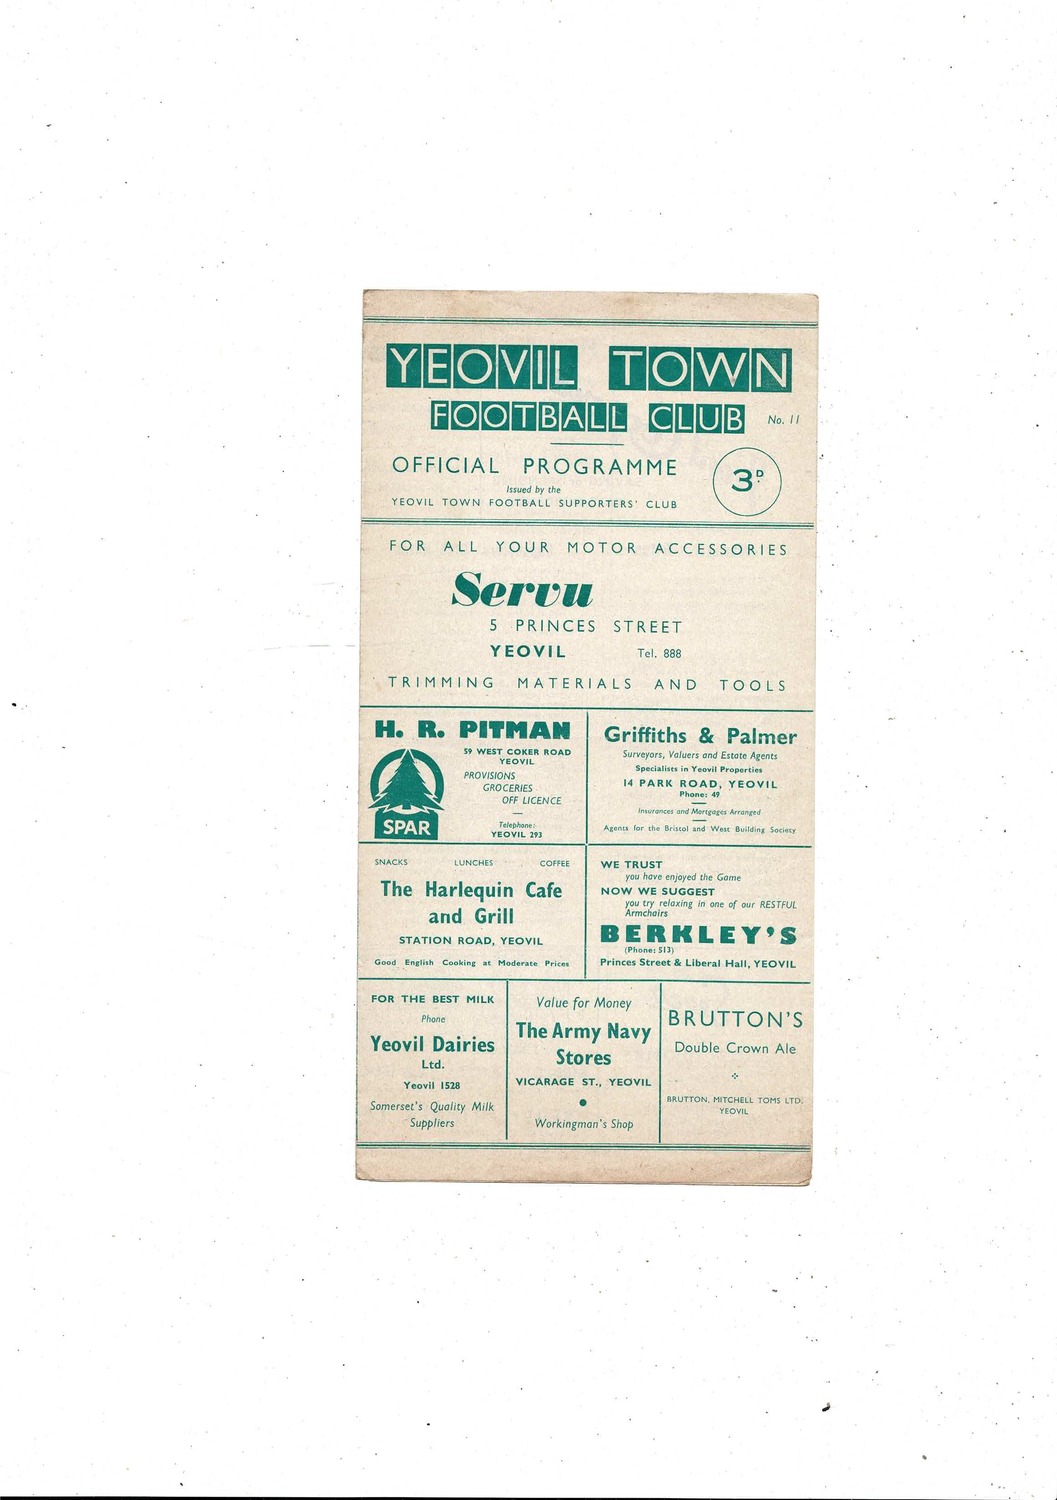 YEOVIL TOWN
FOOTBALL CLUB
No. 11
OFFICIAL PROGRAMME
Issued by the
YEOVIL TOWN FOOTBALL SUPPORTERS' CLUB
3D.
FOR ALL YOUR MOTOR ACCESSORIES
Servu
5 PRINCES STREET
YEOVIL Tel. 888
TRIMMING MATERIALS AND TOOLS
H. R. PITMAN
59 WEST COKER ROAD
YEOVIL
PROVISIONS
GROCERIES
OFF LICENCE
SPAR
Telephone:
YEOVIL 293
Griffiths & Palmer
Surveyors, Valuers and Estate Agents
Specialists in Yeovil Properties
14 PARK ROAD, YEOVIL
Phone: 49
Insurances and Mortgages Arranged
Agents for the Bristol and West Building Society
SNACKS LUNCHES COFFEE
The Harlequin Cafe
and Grill
STATION ROAD, YEOVIL
Good English Cooking at Moderate Prices
WE TRUST
you have enjoyed the Game
NOW WE SUGGEST
you try relaxing in one of our RESTFUL
Armchairs
BERKLEY'S
(Phone: 513)
Princes Street & Liberal Hall, YEOVIL
FOR THE BEST MILK
Phone
Yeovil Dairies
Ltd.
Yeovil 1528
Somerset's Quality Milk
Suppliers
Value for Money
The Army Navy
Stores
VICARAGE ST., YEOVIL
Workingman's Shop
BRUTTON'S
Double Crown Ale
BRUTTON, MITCHELL TOMS LTD.
YEOVIL